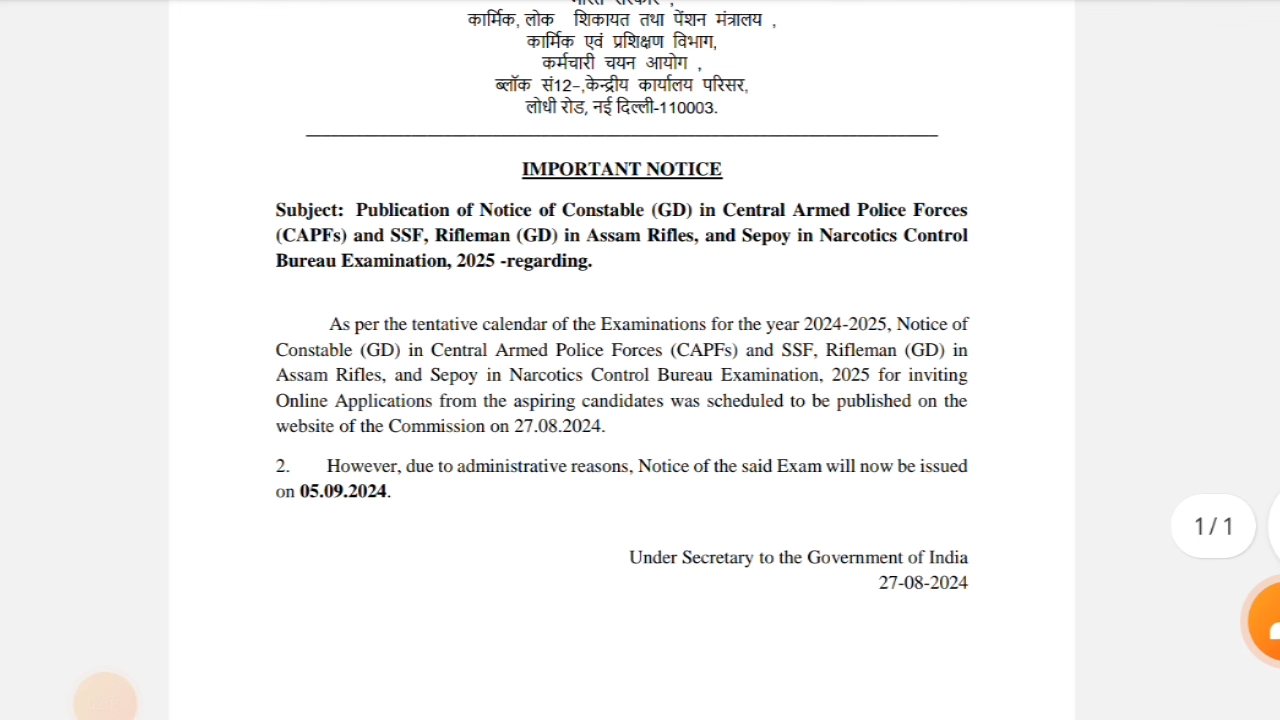 भारत सरकार ,
कार्मिक, लोक शिकायत तथा पेंशन मंत्रालय ,
कार्मिक एवं प्रशिक्षण विभाग,
कर्मचारी चयन आयोग ,
ब्लॉक सं12-,केन्द्रीय कार्यालय परिसर,
लोधी रोड, नई दिल्ली-110003.
IMPORTANT NOTICE
Subject: Publication of Notice of Constable (GD) in Central Armed Police Forces
(CAPFs) and SSF, Rifleman (GD) in Assam Rifles, and Sepoy in Narcotics Control
Bureau Examination, 2025 -regarding.
As per the tentative calendar of the Examinations for the year 2024-2025, Notice of
Constable (GD) in Central Armed Police Forces (CAPFs) and SSF, Rifleman (GD) in
Assam Rifles, and Sepoy in Narcotics Control Bureau Examination, 2025 for inviting
Online Applications from the aspiring candidates was scheduled to be published on the
website of the Commission on 27.08.2024.
2. However, due to administrative reasons, Notice of the said Exam will now be issued
on 05.09.2024.
1 / 1
Under Secretary to the Government of India
27-08-2024